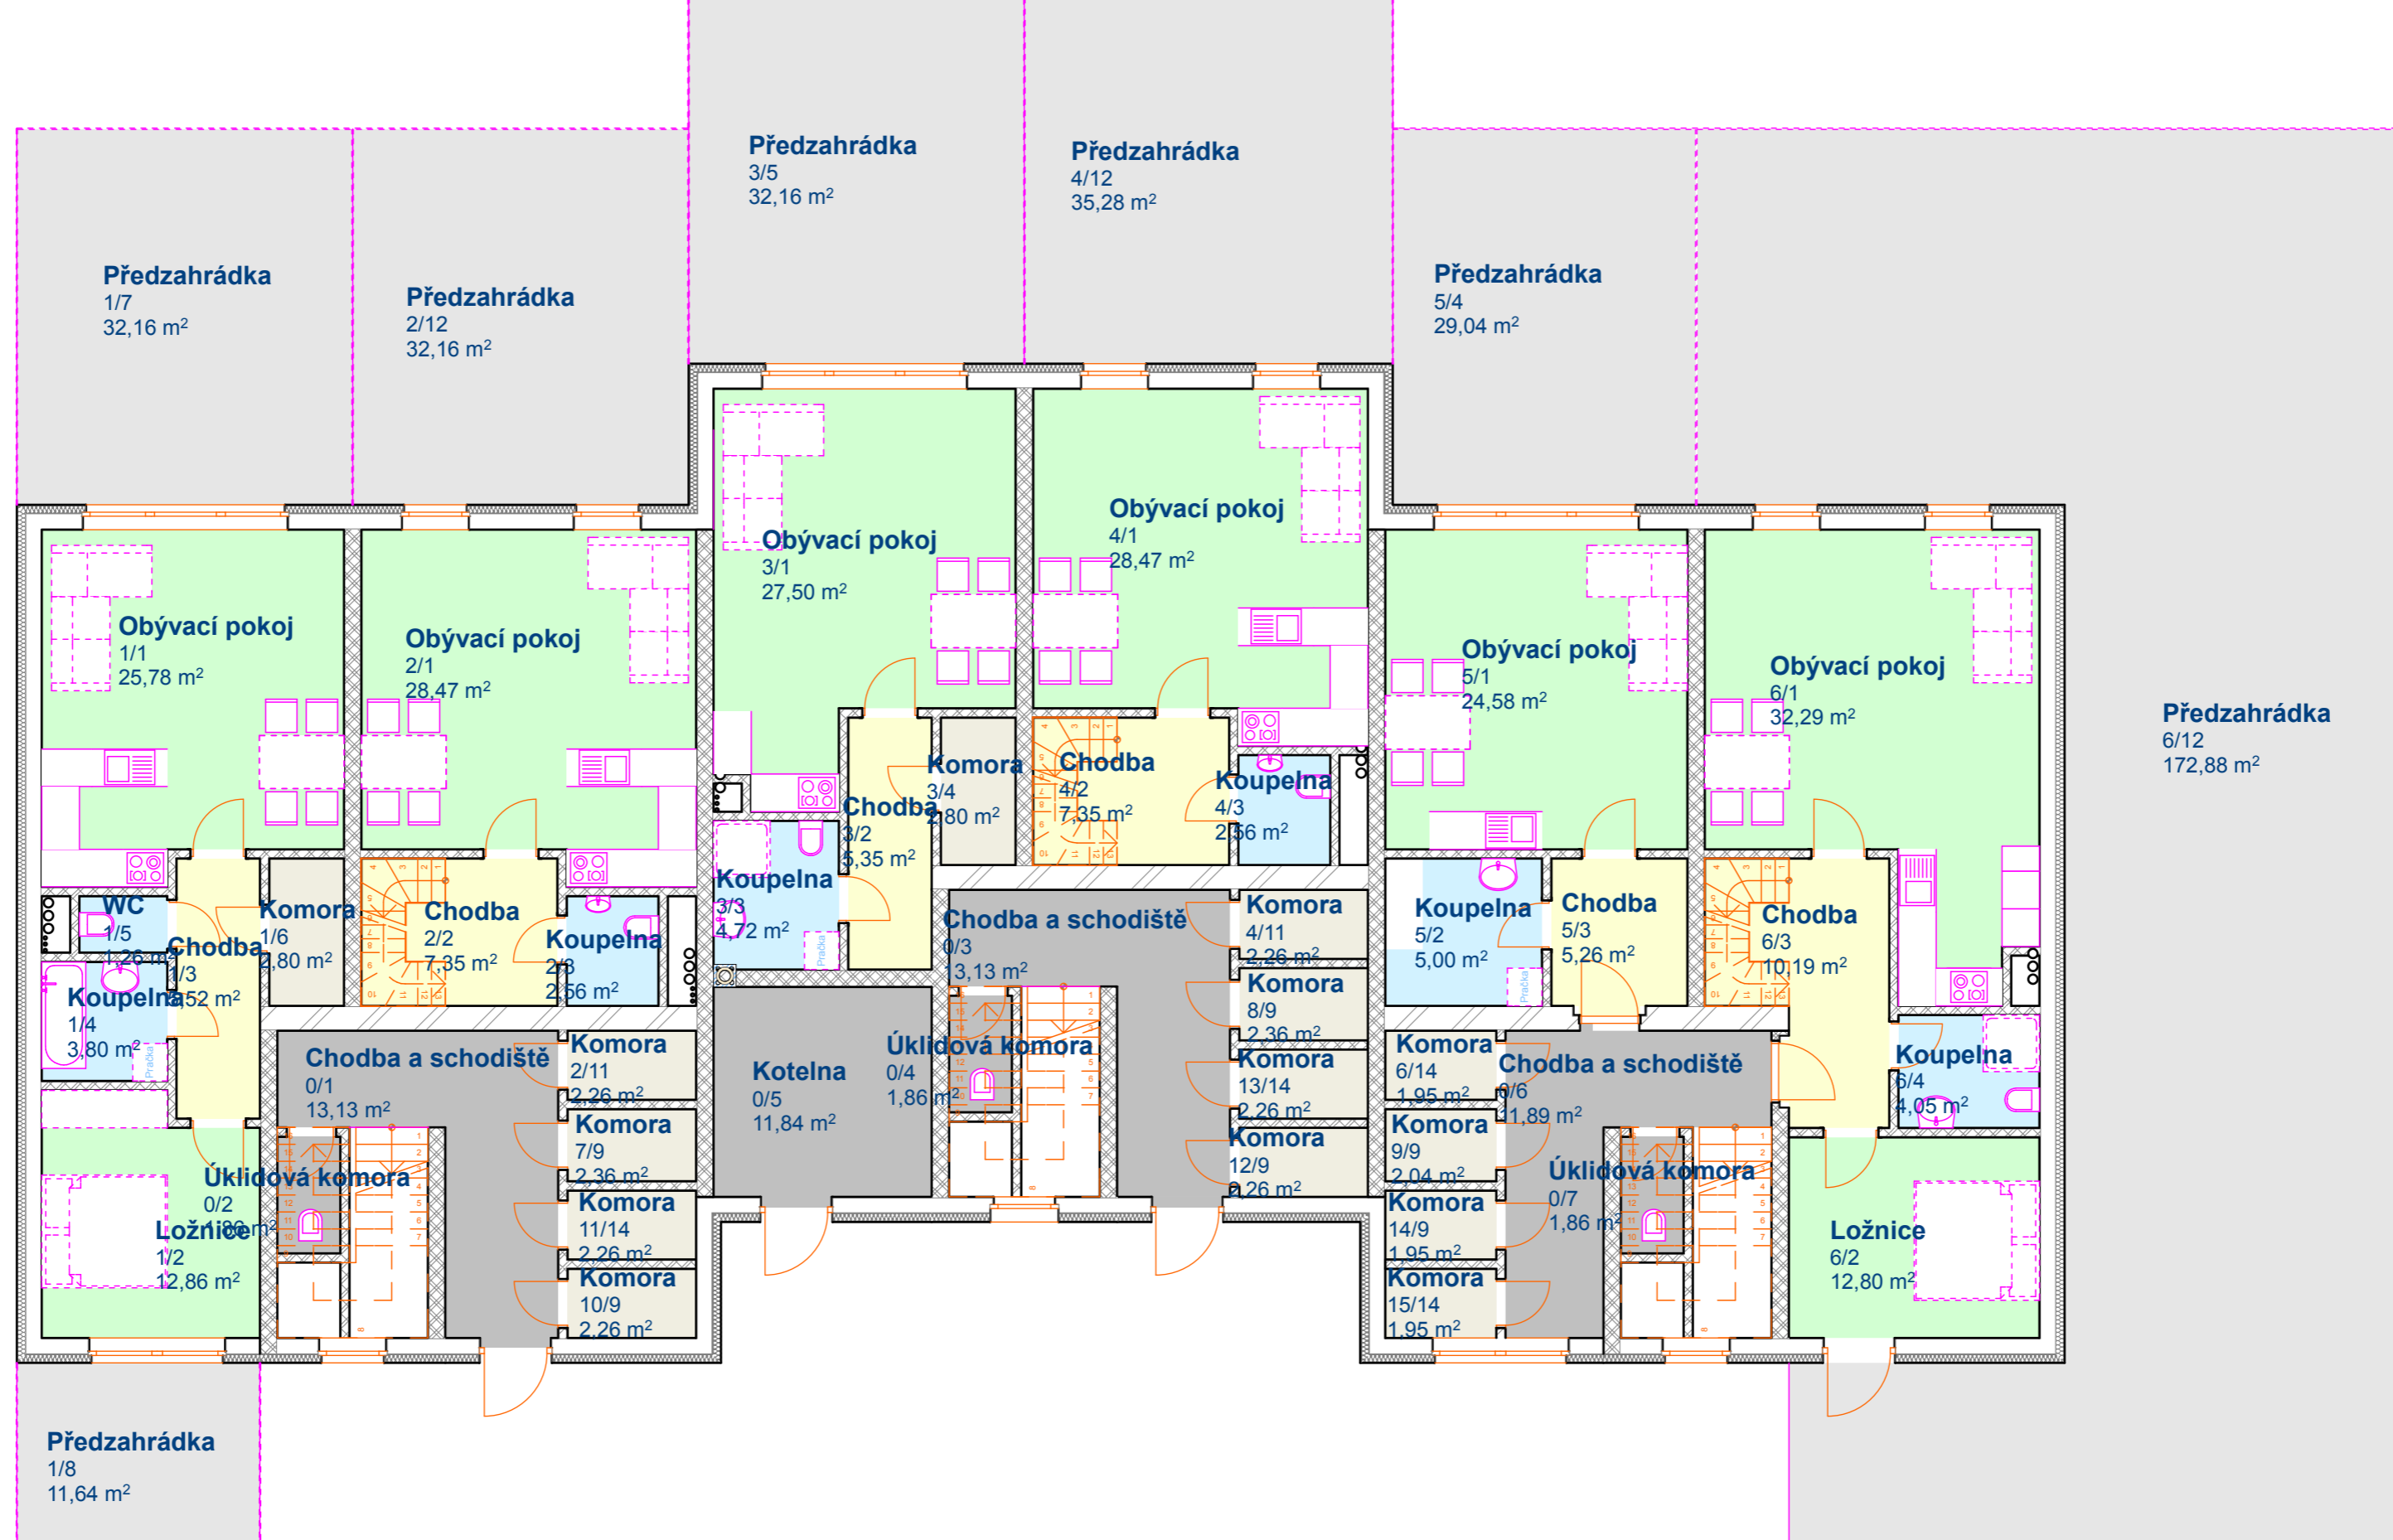 Předzahrádka
3/5
32,16 m²
Předzahrádka
4/12
35,28 m²
Předzahrádka
1/7
32,16 m²
Předzahrádka
2/12
32,16 m²
Předzahrádka
5/4
29,04 m²
Obývací pokoj
1/1
25,78 m²
Obývací pokoj
2/1
28,47 m²
Obývací pokoj
3/1
27,50 m²
Obývací pokoj
4/1
28,47 m²
Obývací pokoj
5/1
24,58 m²
Obývací pokoj
6/1
32,29 m²
Předzahrádka
6/12
172,88 m²
WC
1/5
1,26 m²
Chodba
1/3
Komora
1/6
2,80 m²
Chodba
2/2
7,35 m²
Koupelna
2/3
2,56 m²
Koupelna
3/3
4,72 m²
Pračka
Chodba
3/2
5,35 m²
Komora
3/4
2,80 m²
Chodba
4/2
7,35 m²
Koupelna
4/3
2,56 m²
Koupelna
5/2
5,00 m²
Pračka
Chodba
5/3
5,26 m²
Chodba
6/3
10,19 m²
Koupelna
1/4
3,80 m²
Pračka
Chodba a schodiště
0/1
13,13 m²
Komora
2/11
2,26 m²
Komora
7/9
2,36 m²
Komora
11/14
2,26 m²
Komora
10/9
2,26 m²
Úklidová komora
0/2
Ložnice
1/2
12,86 m²
Kotelna
0/5
11,84 m²
Chodba a schodiště
0/3
13,13 m²
Úklidová komora
0/4
1,86 m²
Komora
4/11
2,26 m²
Komora
8/9
2,36 m²
Komora
13/14
2,26 m²
Komora
12/9
2,26 m²
Komora
6/14
1,95 m²
Komora
9/9
2,04 m²
Komora
14/9
1,95 m²
Komora
15/14
1,95 m²
Chodba a schodiště
0/6
11,89 m²
Úklidová komora
0/7
1,86 m²
Koupelna
6/4
4,05 m²
Ložnice
6/2
12,80 m²
Předzahrádka
1/8
11,64 m²